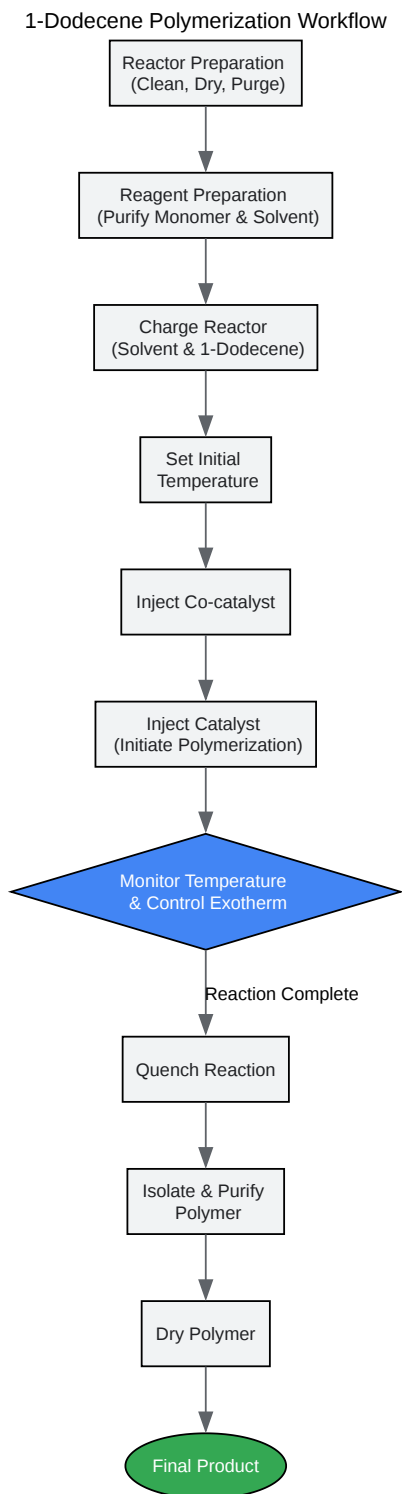 1-Dodecene Polymerization Workflow
Reactor Preparation
(Clean, Dry, Purge)
Reagent Preparation
(Purify Monomer & Solvent)
Charge Reactor
(Solvent & 1-Dodecene)
Set Initial
Temperature
Inject Co-catalyst
Inject Catalyst
(Initiate Polymerization)
Monitor Temperature
& Control Exotherm
Reaction Complete
Quench Reaction
Isolate & Purify
Polymer
Dry Polymer
Final Product